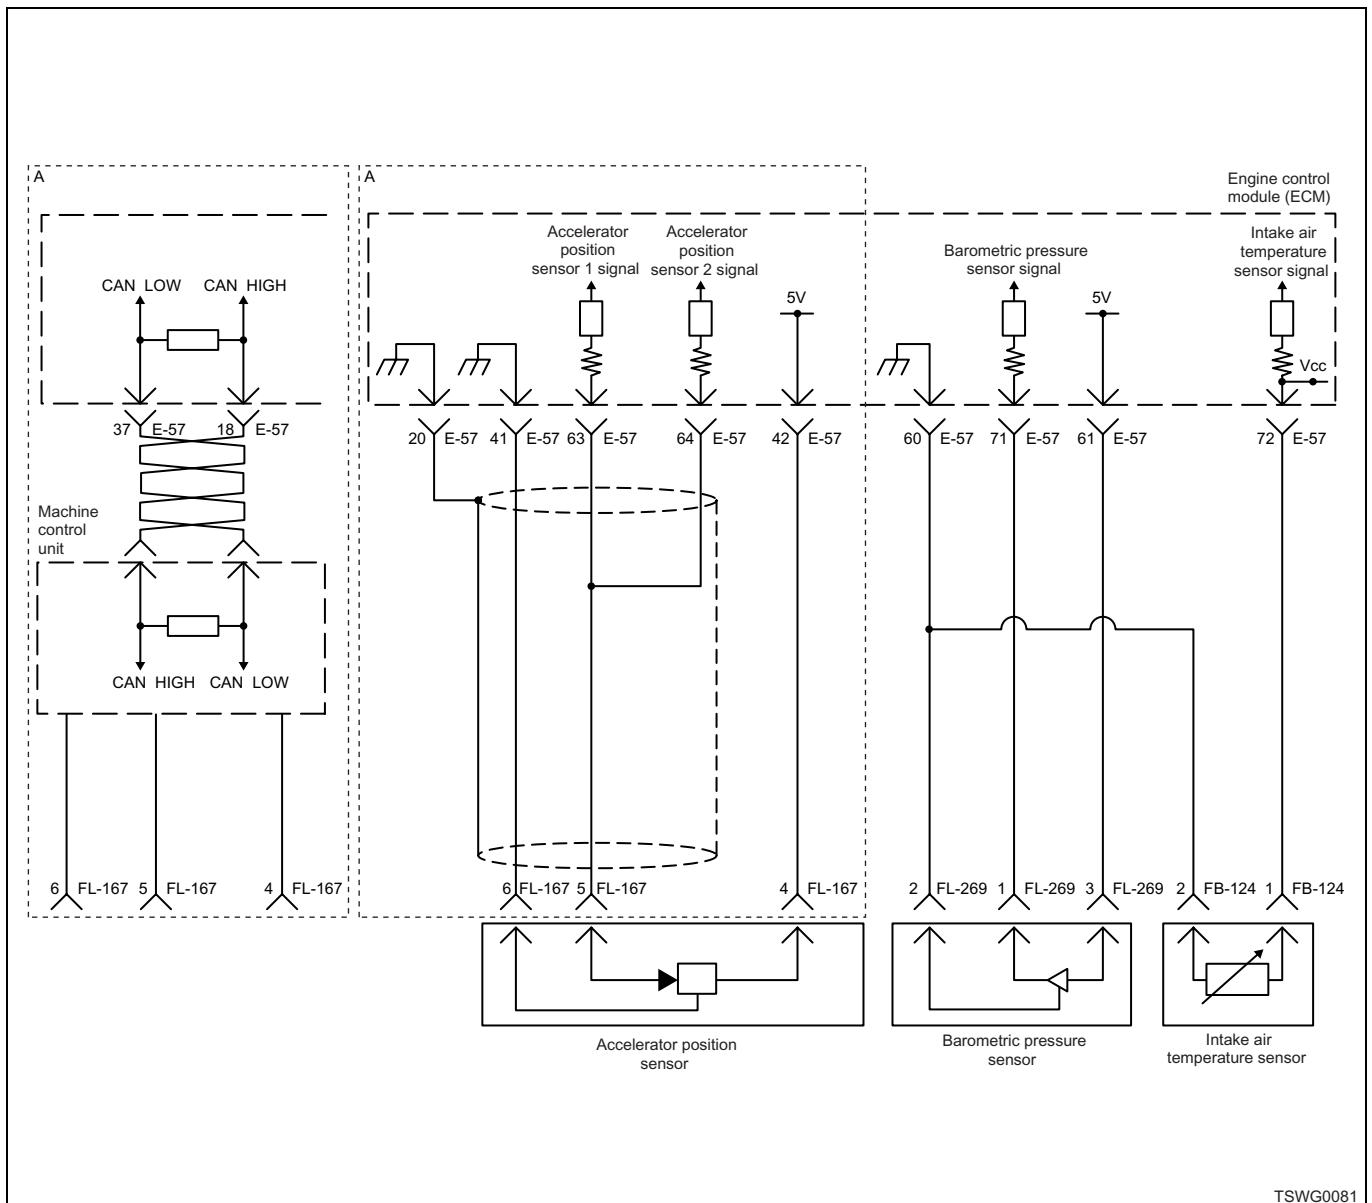 A
A
Engine control
module (ECM)
Accelerator
position
sensor 1 signal
Accelerator
position
sensor 2 signal
Barometric pressure
sensor signal
Intake air
temperature
sensor signal
CAN LOW CAN HIGH
5V
5V
Vcc
37 E-57 18 E-57
20 E-57 41 E-57 63 E-57 64 E-57 42 E-57 60 E-57 71 E-57 61 E-57 72 E-57
Machine
control
unit
CAN HIGH CAN LOW
6 FL-167 5 FL-167 4 FL-167
6 FL-167 5 FL-167 4 FL-167
2 FL-269 1 FL-269 3 FL-269 2 FB-124 1 FB-124
Accelerator position
sensor
Barometric pressure
sensor
Intake air
temperature sensor
TSWG0081